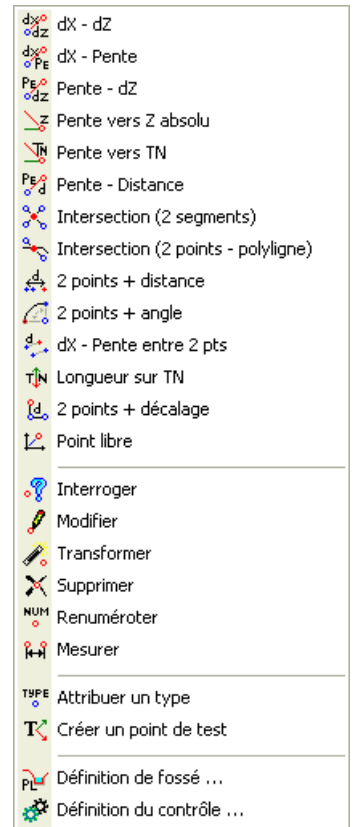 dX - dZ
dX - Pente
Pente - dZ
Pente vers Z absolu
Pente vers TN
Pente - Distance
Intersection (2 segments)
Intersection (2 points - polyligne)
2 points + distance
2 points + angle
dX - Pente entre 2 pts
Longueur sur TN
2 points + décalage
Point libre
Interroger
Modifier
Transformer
Supprimer
NUM Renuméroter
Mesurer
TYPE Attribuer un type
Créer un point de test
PL Définition de fossé ...
Définition du contrôle ...